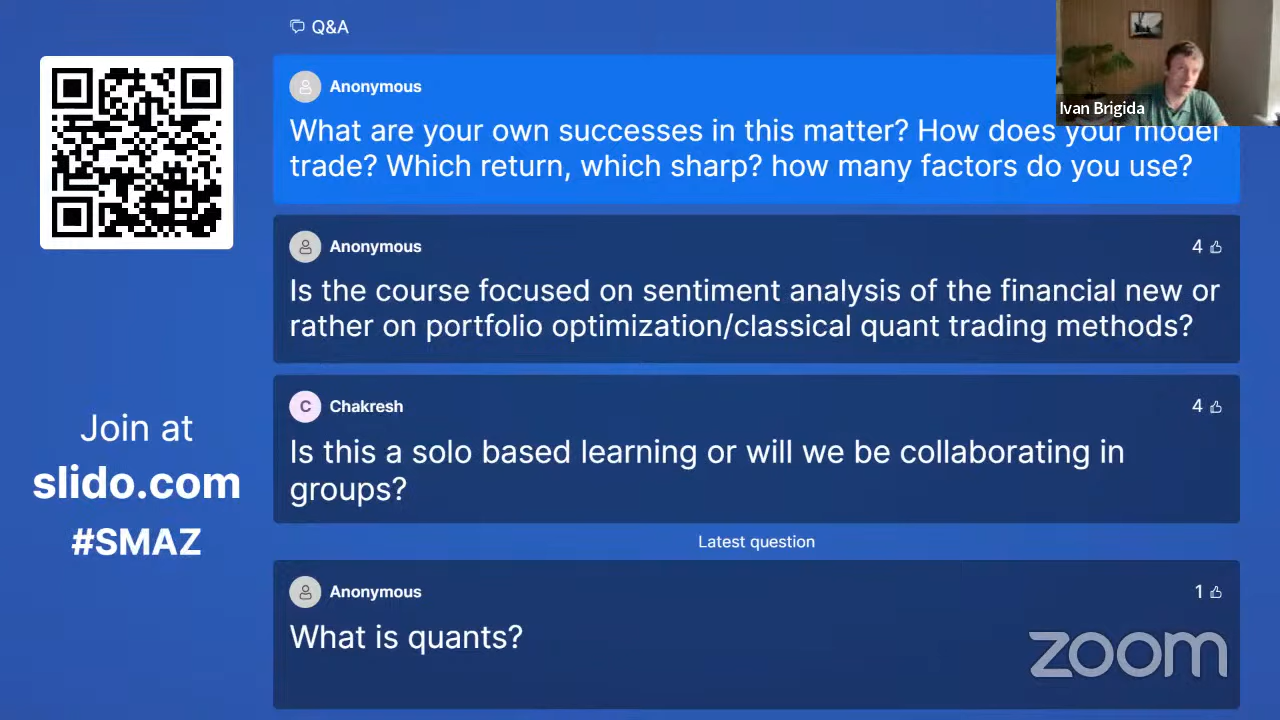 Q&A
Ivan Brigida
Anonymous
What are your own successes in this matter? How does your model
trade? Which return, which sharp? how many factors do you use?
Anonymous
4
Is the course focused on sentiment analysis of the financial new or
rather on portfolio optimization/classical quant trading methods?
C
Chakresh
4
Is this a solo based learning or will we be collaborating in
groups?
Join at
slido.com
#SMAZ
Latest question
Anonymous
1
What is quants?
zoom